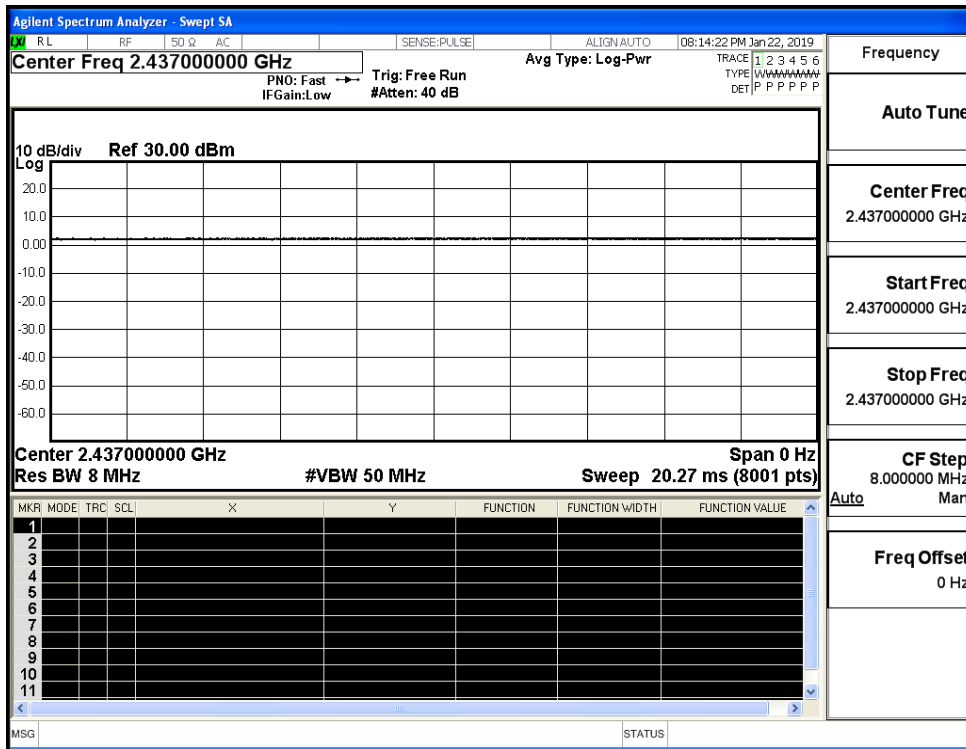 Agilent Spectrum Analyzer - Swept SA
LXI RL RF 50 Ω AC SENSE:PULSE ALIGN AUTO 08:14:22 PM Jan 22, 2019
Center Freq 2.437000000 GHz
PNO: Fast
IFGain:Low
Trig: Free Run
#Atten: 40 dB
Avg Type: Log-Pwr
TRACE 1 2 3 4 5 6
TYPE WWWWWW
DET P P P P P P
10 dB/div Ref 30.00 dBm
Log
20.0
10.0
0.00
-10.0
-20.0
-30.0
-40.0
-50.0
-60.0
Center 2.437000000 GHz Span 0 Hz
Res BW 8 MHz #VBW 50 MHz Sweep 20.27 ms (8001 pts)
MKR MODE TRC SCL X Y FUNCTION FUNCTION WIDTH FUNCTION VALUE
1
2
3
4
5
6
7
8
9
10
11
MSG STATUS
Frequency
Auto Tune
Center Freq
2.437000000 GHz
Start Freq
2.437000000 GHz
Stop Freq
2.437000000 GHz
CF Step
8.000000 MHz
Auto Man
Freq Offset
0 Hz